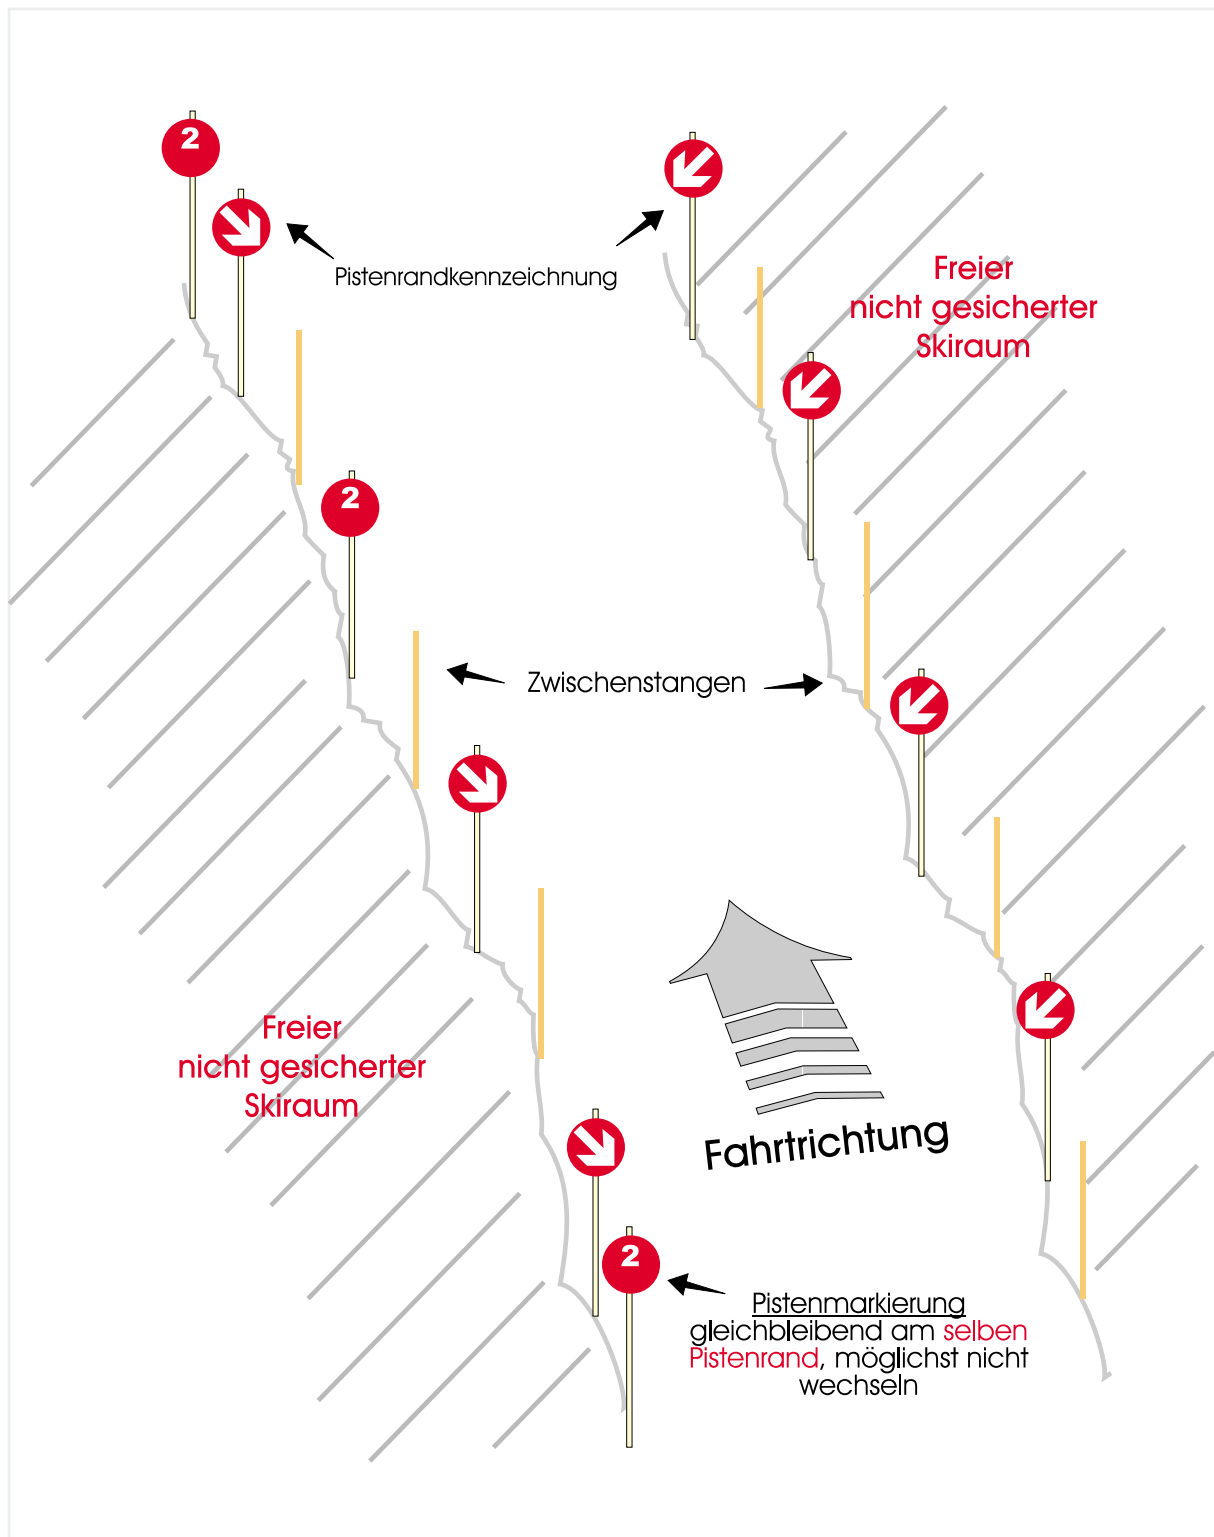 2
Pistenrandkennzeichnung
Freier
nicht gesicherter
Skiraum
2
Zwischenstangen
Freier
nicht gesicherter
Skiraum
Fahrtrichtung
2
Pistenmarkierung
gleichbleibend am selben
Pistenrand, möglichst nicht
wechseln